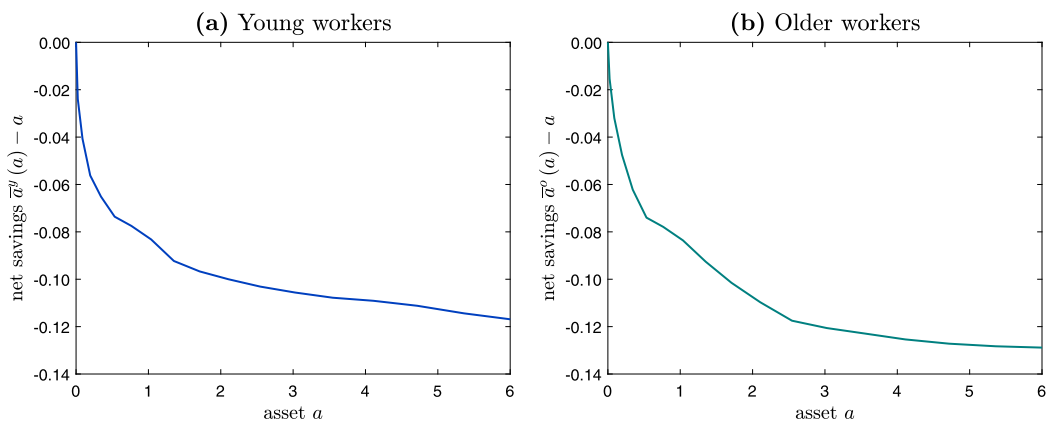 (a) Young workers
0.00
-0.02
-0.04
-0.06
-0.08
-0.10
-0.12
-0.14
net savings a̅ʸ (a) − a
0 1 2 3 4 5 6
asset a
(b) Older workers
0.00
-0.02
-0.04
-0.06
-0.08
-0.10
-0.12
-0.14
net savings a̅ᵒ (a) − a
0 1 2 3 4 5 6
asset a